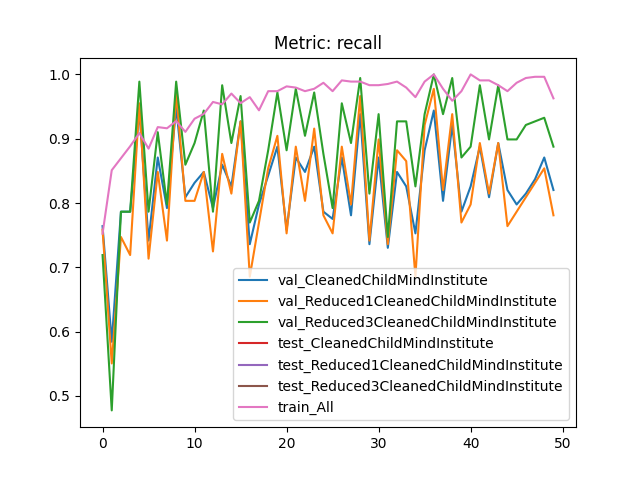 Metric: recall
1.0
0.9
0.8
0.7
0.6
0.5
val_CleanedChildMindInstitute
val_Reduced1CleanedChildMindInstitute
val_Reduced3CleanedChildMindInstitute
test_CleanedChildMindInstitute
test_Reduced1CleanedChildMindInstitute
test_Reduced3CleanedChildMindInstitute
train_All
0 10 20 30 40 50